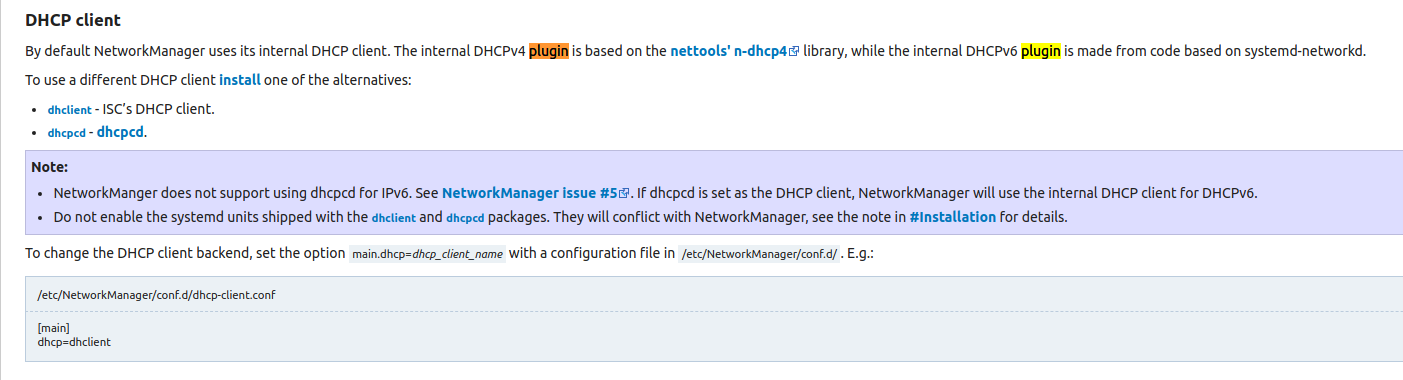 DHCP client
By default NetworkManager uses its internal DHCP client. The internal DHCPv4 plugin is based on the nettools' n-dhcp4 library, while the internal DHCPv6 plugin is made from code based on systemd-networkd.
To use a different DHCP client install one of the alternatives:
• dhclient - ISC’s DHCP client.
• dhcpcd - dhcpcd.
Note:
• NetworkManger does not support using dhcpcd for IPv6. See NetworkManager issue #5. If dhcpcd is set as the DHCP client, NetworkManager will use the internal DHCP client for DHCPv6.
• Do not enable the systemd units shipped with the dhclient and dhcpcd packages. They will conflict with NetworkManager, see the note in #Installation for details.
To change the DHCP client backend, set the option main.dhcp=dhcp_client_name with a configuration file in /etc/NetworkManager/conf.d/ . E.g.:
/etc/NetworkManager/conf.d/dhcp-client.conf
[main]
dhcp=dhclient